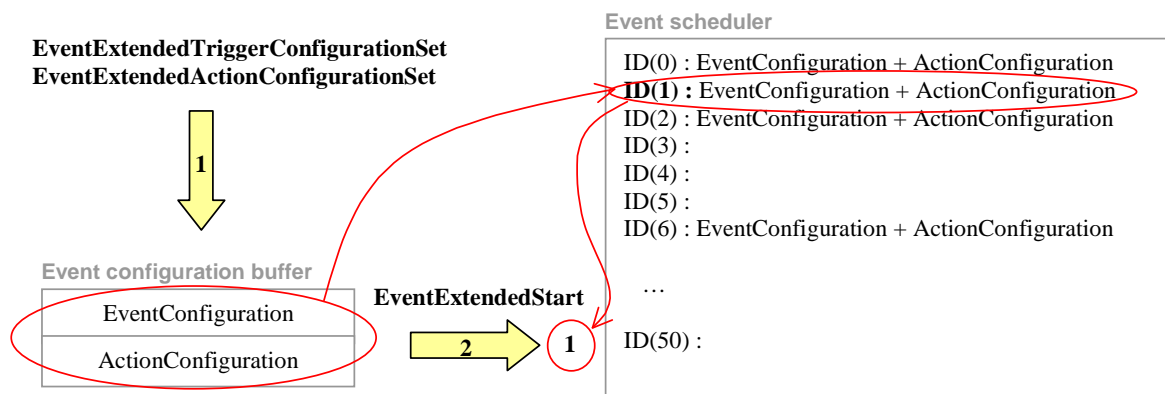 Event scheduler
EventExtendedTriggerConfigurationSet
EventExtendedActionConfigurationSet
1
ID(0) : EventConfiguration + ActionConfiguration
ID(1) : EventConfiguration + ActionConfiguration
ID(2) : EventConfiguration + ActionConfiguration
ID(3) :
ID(4) :
ID(5) :
ID(6) : EventConfiguration + ActionConfiguration
…
ID(50) :
Event configuration buffer
EventConfiguration
ActionConfiguration
EventExtendedStart
2
1